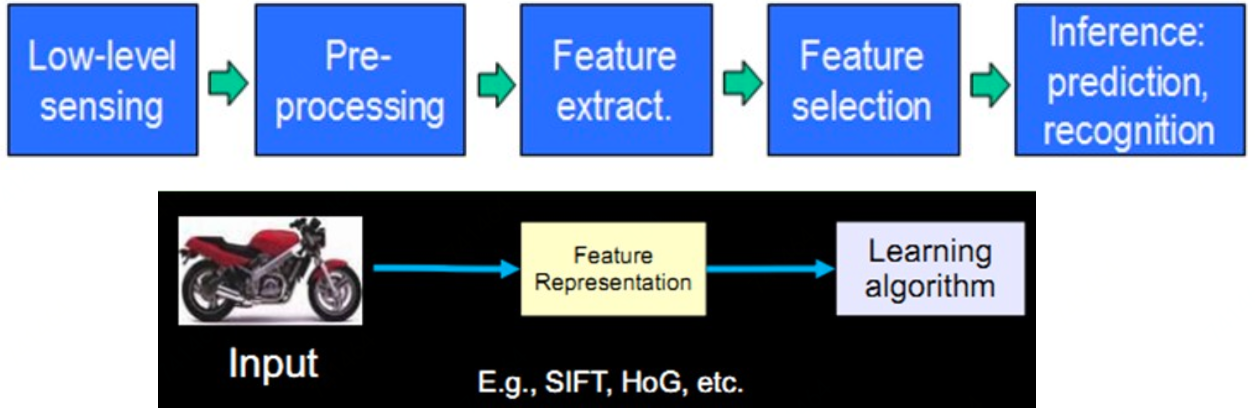 Low-level
sensing
Pre-
processing
Feature
extract.
Feature
selection
Inference:
prediction,
recognition
Input
Feature
Representation
E.g., SIFT, HoG, etc.
Learning
algorithm